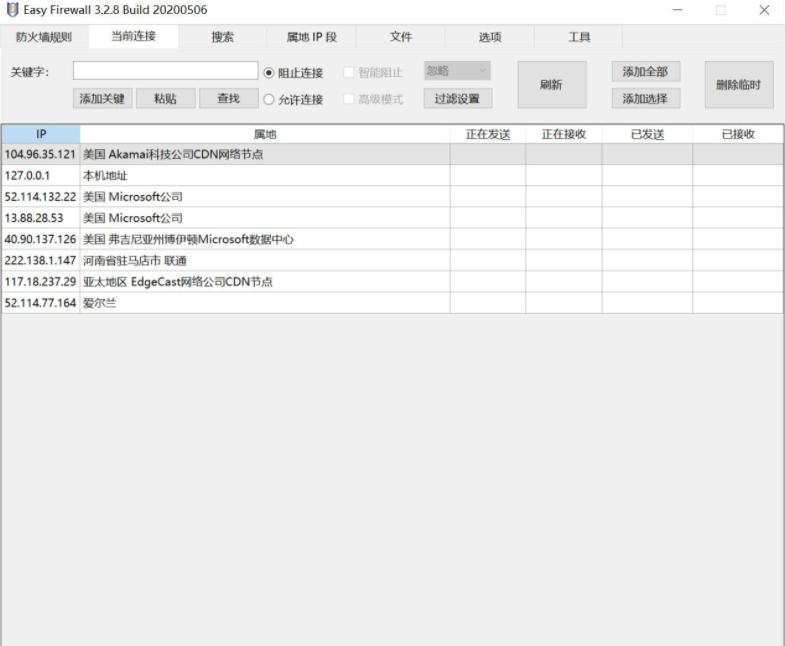 Easy Firewall 3.2.8 Build 20200506
防火墙规则 当前连接 搜索 属地 IP 段 文件 选项 工具
关键字: 阻止连接 智能阻止 忽略 刷新 添加全部 删除临时
添加关键 粘贴 查找 允许连接 高级模式 过滤设置 添加选择
IP 属地 正在发送 正在接收 已发送 已接收
104.96.35.121 美国 Akamai科技公司CDN网络节点
127.0.0.1 本机地址
52.114.132.22 美国 Microsoft公司
13.88.28.53 美国 Microsoft公司
40.90.137.126 美国 弗吉尼亚州博伊顿Microsoft数据中心
222.138.1.147 河南省驻马店市 联通
117.18.237.29 亚太地区 EdgeCast网络公司CDN节点
52.114.77.164 爱尔兰